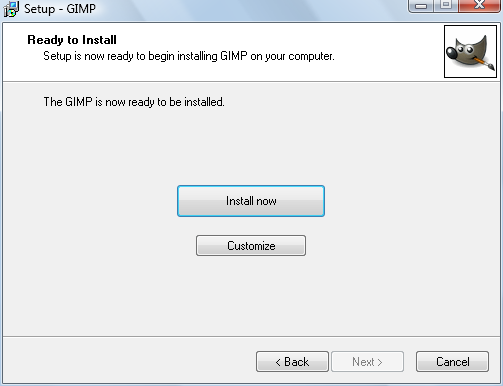 Setup - GIMP
Ready to Install
Setup is now ready to begin installing GIMP on your computer.
The GIMP is now ready to be installed.
Install now
Customize
< Back
Next >
Cancel